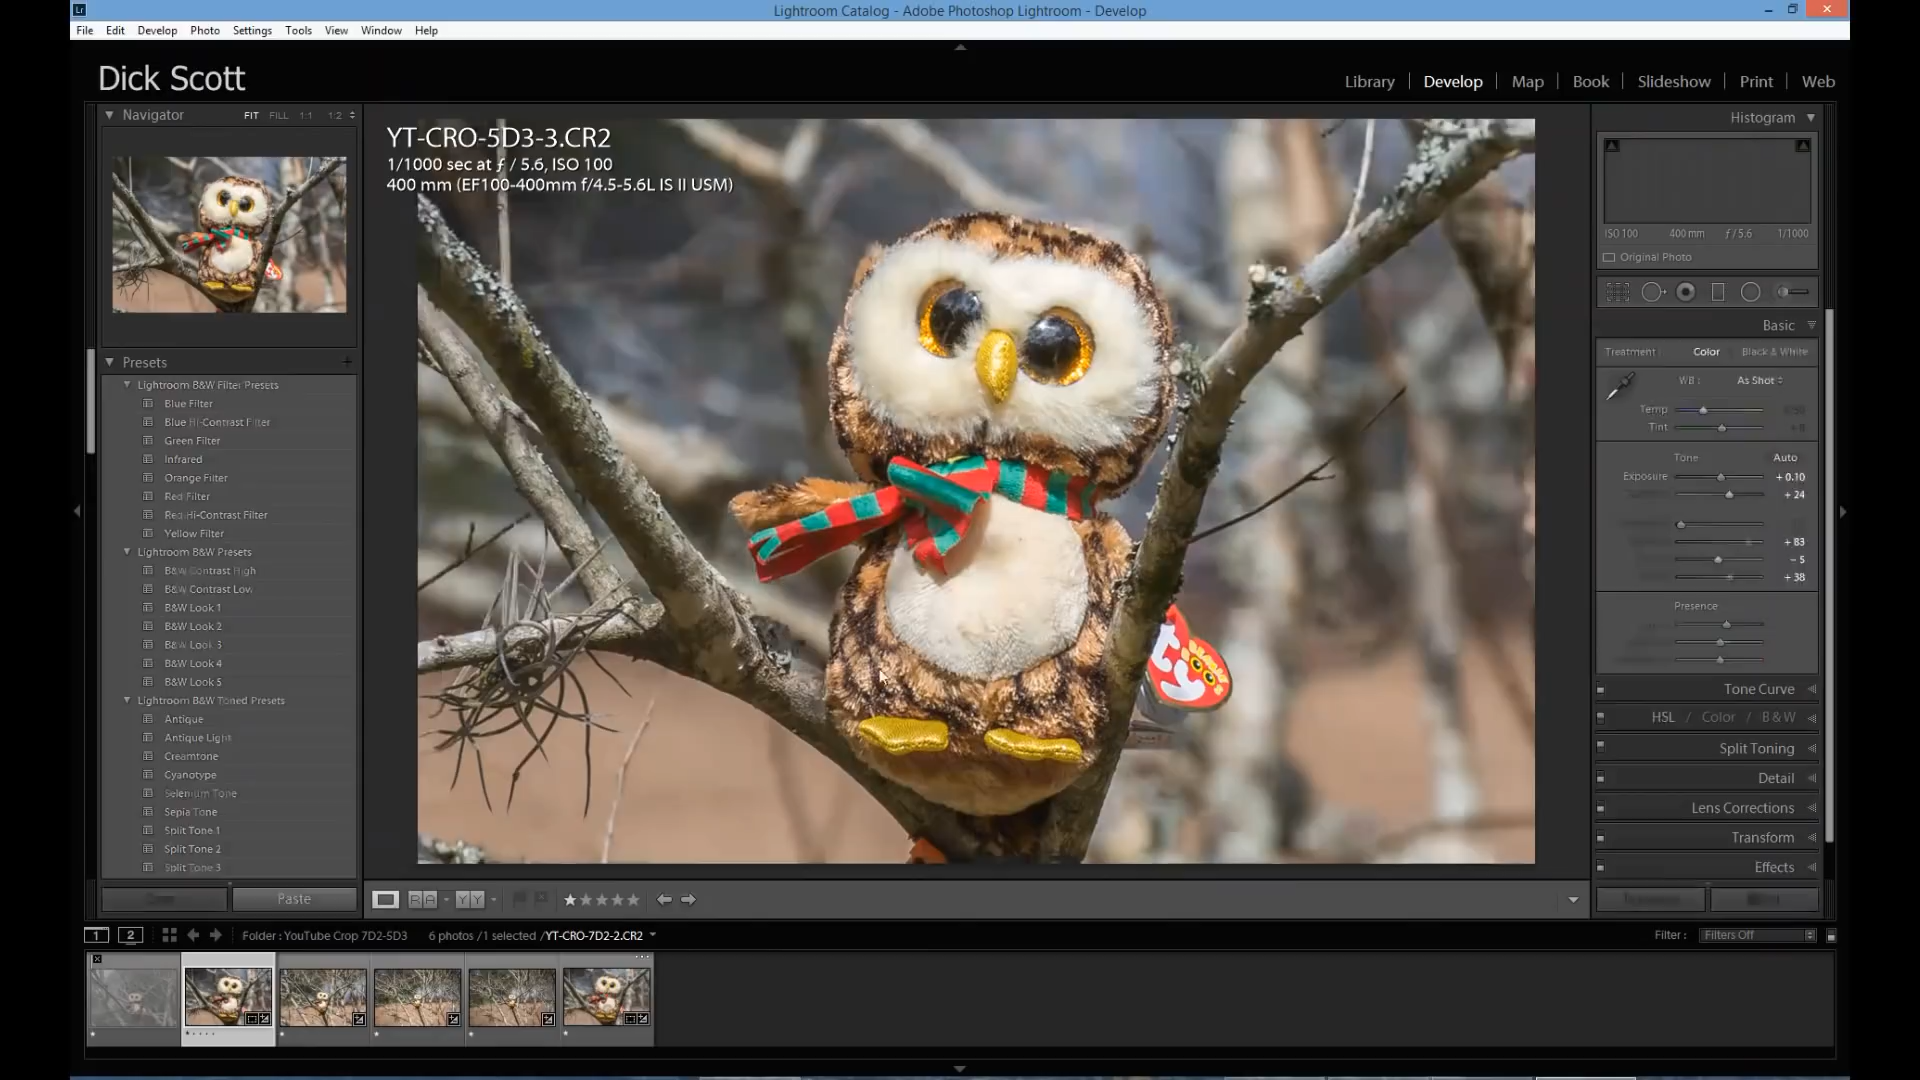 Lightroom Catalog - Adobe Photoshop Lightroom - Develop
File Edit Develop Photo Settings Tools View Window Help
Dick Scott
Library Develop Map Book Slideshow Print Web
Navigator FIT FILL 1:1 1:2
YT-CRO-5D3-3.CR2
1/1000 sec at ƒ / 5.6, ISO 100
400 mm (EF100-400mm f/4.5-5.6L IS II USM)
Presets
Lightroom B&W Filter Presets
Blue Filter
Blue Hi-Contrast Filter
Green Filter
Infrared
Orange Filter
Red Filter
Red Hi-Contrast Filter
Yellow Filter
Lightroom B&W Presets
B&W Contrast High
B&W Contrast Low
B&W Look 1
B&W Look 2
B&W Look 3
B&W Look 4
B&W Look 5
Lightroom B&W Toned Presets
Antique
Antique Light
Creamtone
Cyanotype
Selenium Tone
Sepia Tone
Split Tone 1
Split Tone 2
Split Tone 3
Paste
ty
Histogram
ISO 100 400 mm ƒ / 5.6 1/1000
Original Photo
Basic
Treatment : Color Black & White
WB : As Shot
Temp
Tint
Tone Auto
Exposure + 0.10
+ 24
+ 83
- 5
+ 38
Presence
Tone Curve
HSL / Color / B & W
Split Toning
Detail
Lens Corrections
Transform
Effects
R A Y Y
1 2 Folder : YouTube Crop 7D2-5D3 6 photos / 1 selected / YT-CRO-7D2-2.CR2 Filter : Filters Off